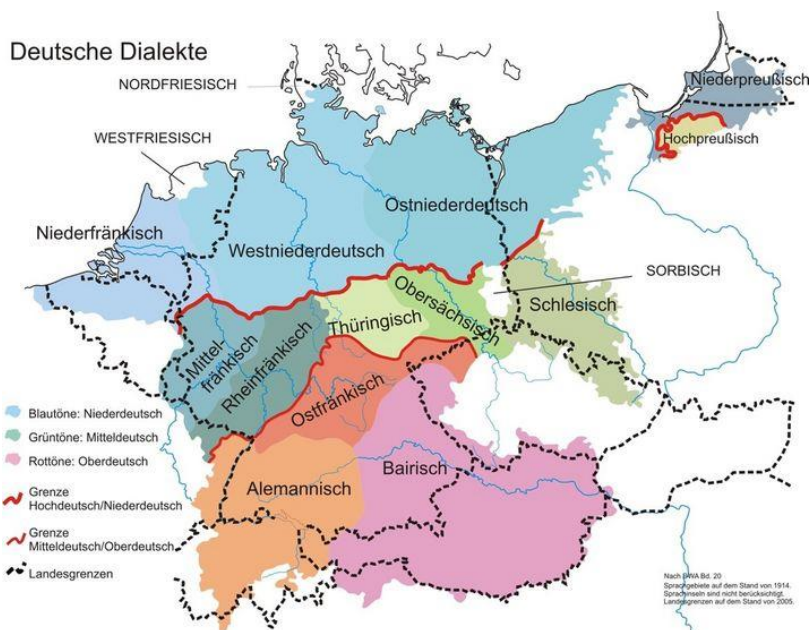 Deutsche Dialekte
NORDFRIESISCH
WESTFRIESISCH
Niederpreußisch
Hochpreußisch
Ostniederdeutsch
Niederfränkisch
Westniederdeutsch
SORBISCH
Obersächsisch
Schlesisch
Thüringisch
Mittel-
fränkisch
Rheinfränkisch
Ostfränkisch
Bairisch
Alemannisch
Blautöne: Niederdeutsch
Grüntöne: Mitteldeutsch
Rottöne: Oberdeutsch
Grenze
Hochdeutsch/Niederdeutsch
Grenze
Mitteldeutsch/Oberdeutsch
Landesgrenzen
Nach DWA Bd. 20
Sprachgebiete auf dem Stand von 1914.
Sprachinseln sind nicht berücksichtigt.
Landesgrenzen auf dem Stand von 2005.